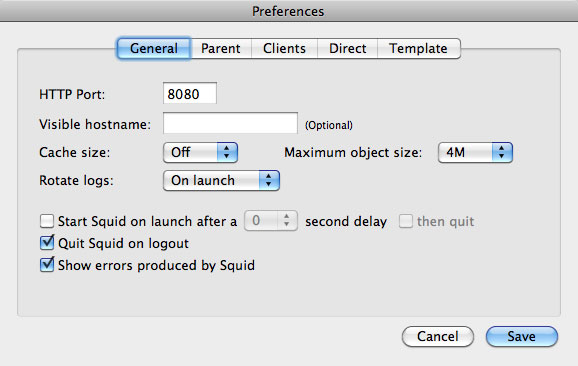 Preferences
General Parent Clients Direct Template
HTTP Port: 8080
Visible hostname: (Optional)
Cache size: Off Maximum object size: 4M
Rotate logs: On launch
Start Squid on launch after a 0 second delay then quit
Quit Squid on logout
Show errors produced by Squid
Cancel Save